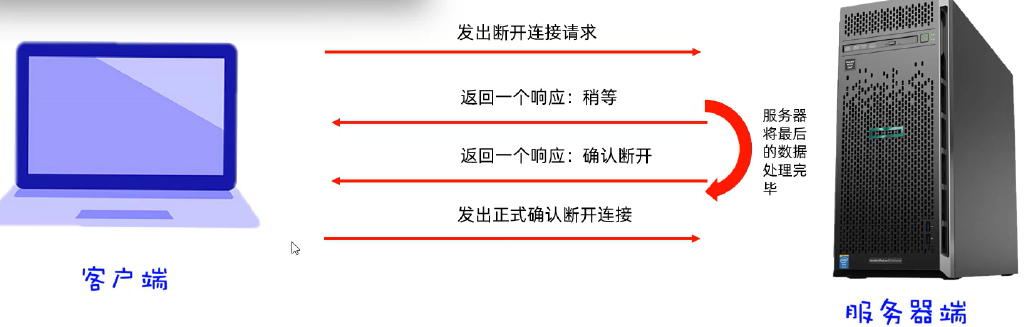 发出断开连接请求
返回一个响应：稍等
服务器
将最后
的数据
处理完
毕
返回一个响应：确认断开
发出正式确认断开连接
客户端
服务器端